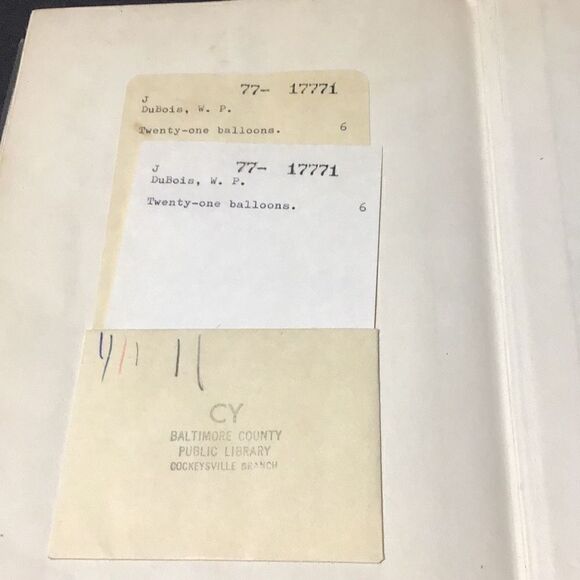 77- 17771
J
DuBois, W. P.
Twenty-one balloons. 6
J 77- 17771
DuBois, W. P.
Twenty-one balloons. 6
CY
BALTIMORE COUNTY
PUBLIC LIBRARY
COCKEYSVILLE BRANCH